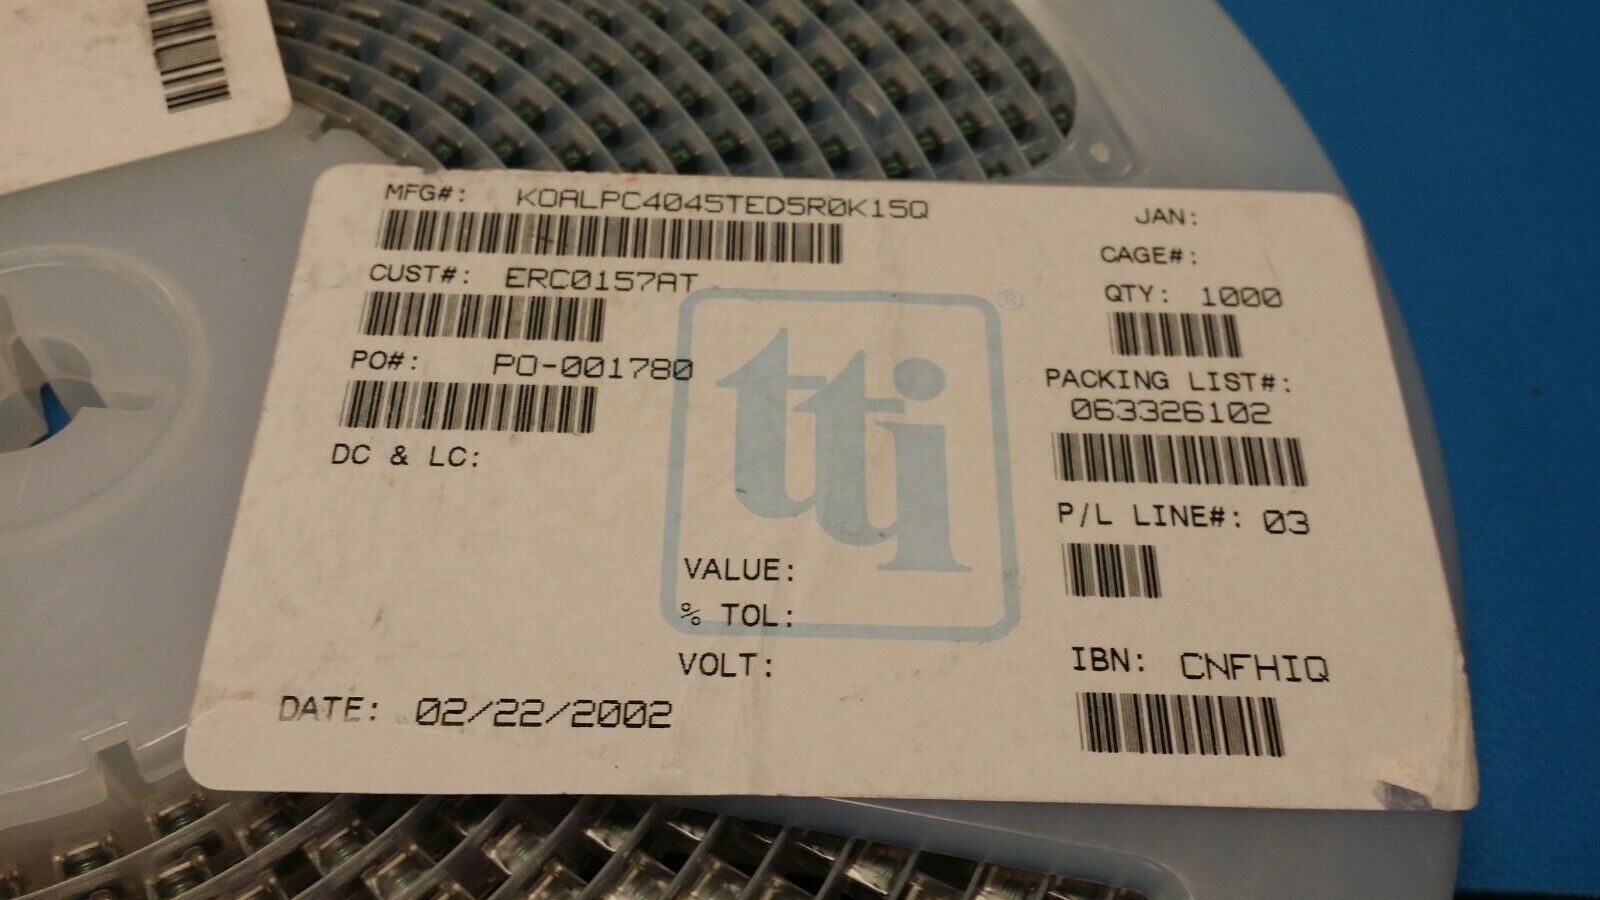 MFG#: KOALPC4045TED5R0K15Q
JAN:
CAGE#:
CUST#: ERC0157AT
QTY: 1000
PO#: PO-001780
PACKING LIST#:
063326102
DC & LC:
P/L LINE#: 03
tti ®
VALUE:
% TOL:
VOLT:
IBN: CNFHIQ
DATE: 02/22/2002